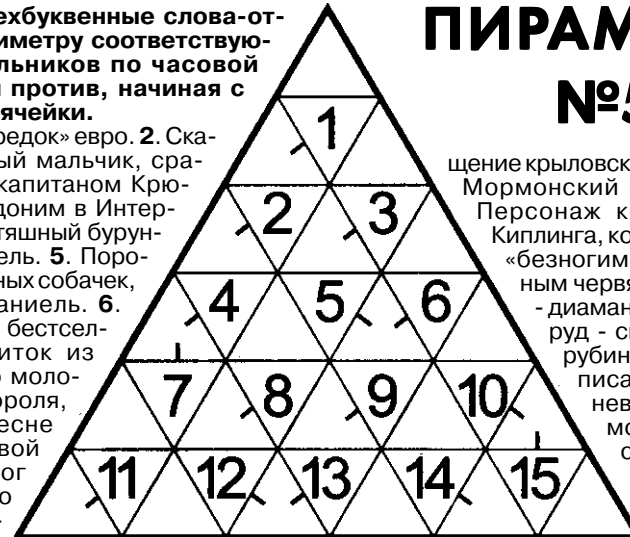 ПИРАМ
№5
ехбуквенные слова-от-
иметру соответствую-
льников по часовой
против, начиная с
ячейки.
редок» евро. 2. Ска-
ый мальчик, сра-
капитаном Крю-
доним в Интер-
тяшный бурун-
ель. 5. Поро-
ных собачек,
аниель. 6.
бестсел-
иток из
о моло-
ороля,
есне
вой
ог
о
щение крыловск
Мормонский
Персонаж к
Киплинга, ко
«безногим
ным червя
- диаман
руд - с
рубин
писа
нев
мо
с
1
2 3
4 5 6
7 8 9 10
11 12 13 14 15